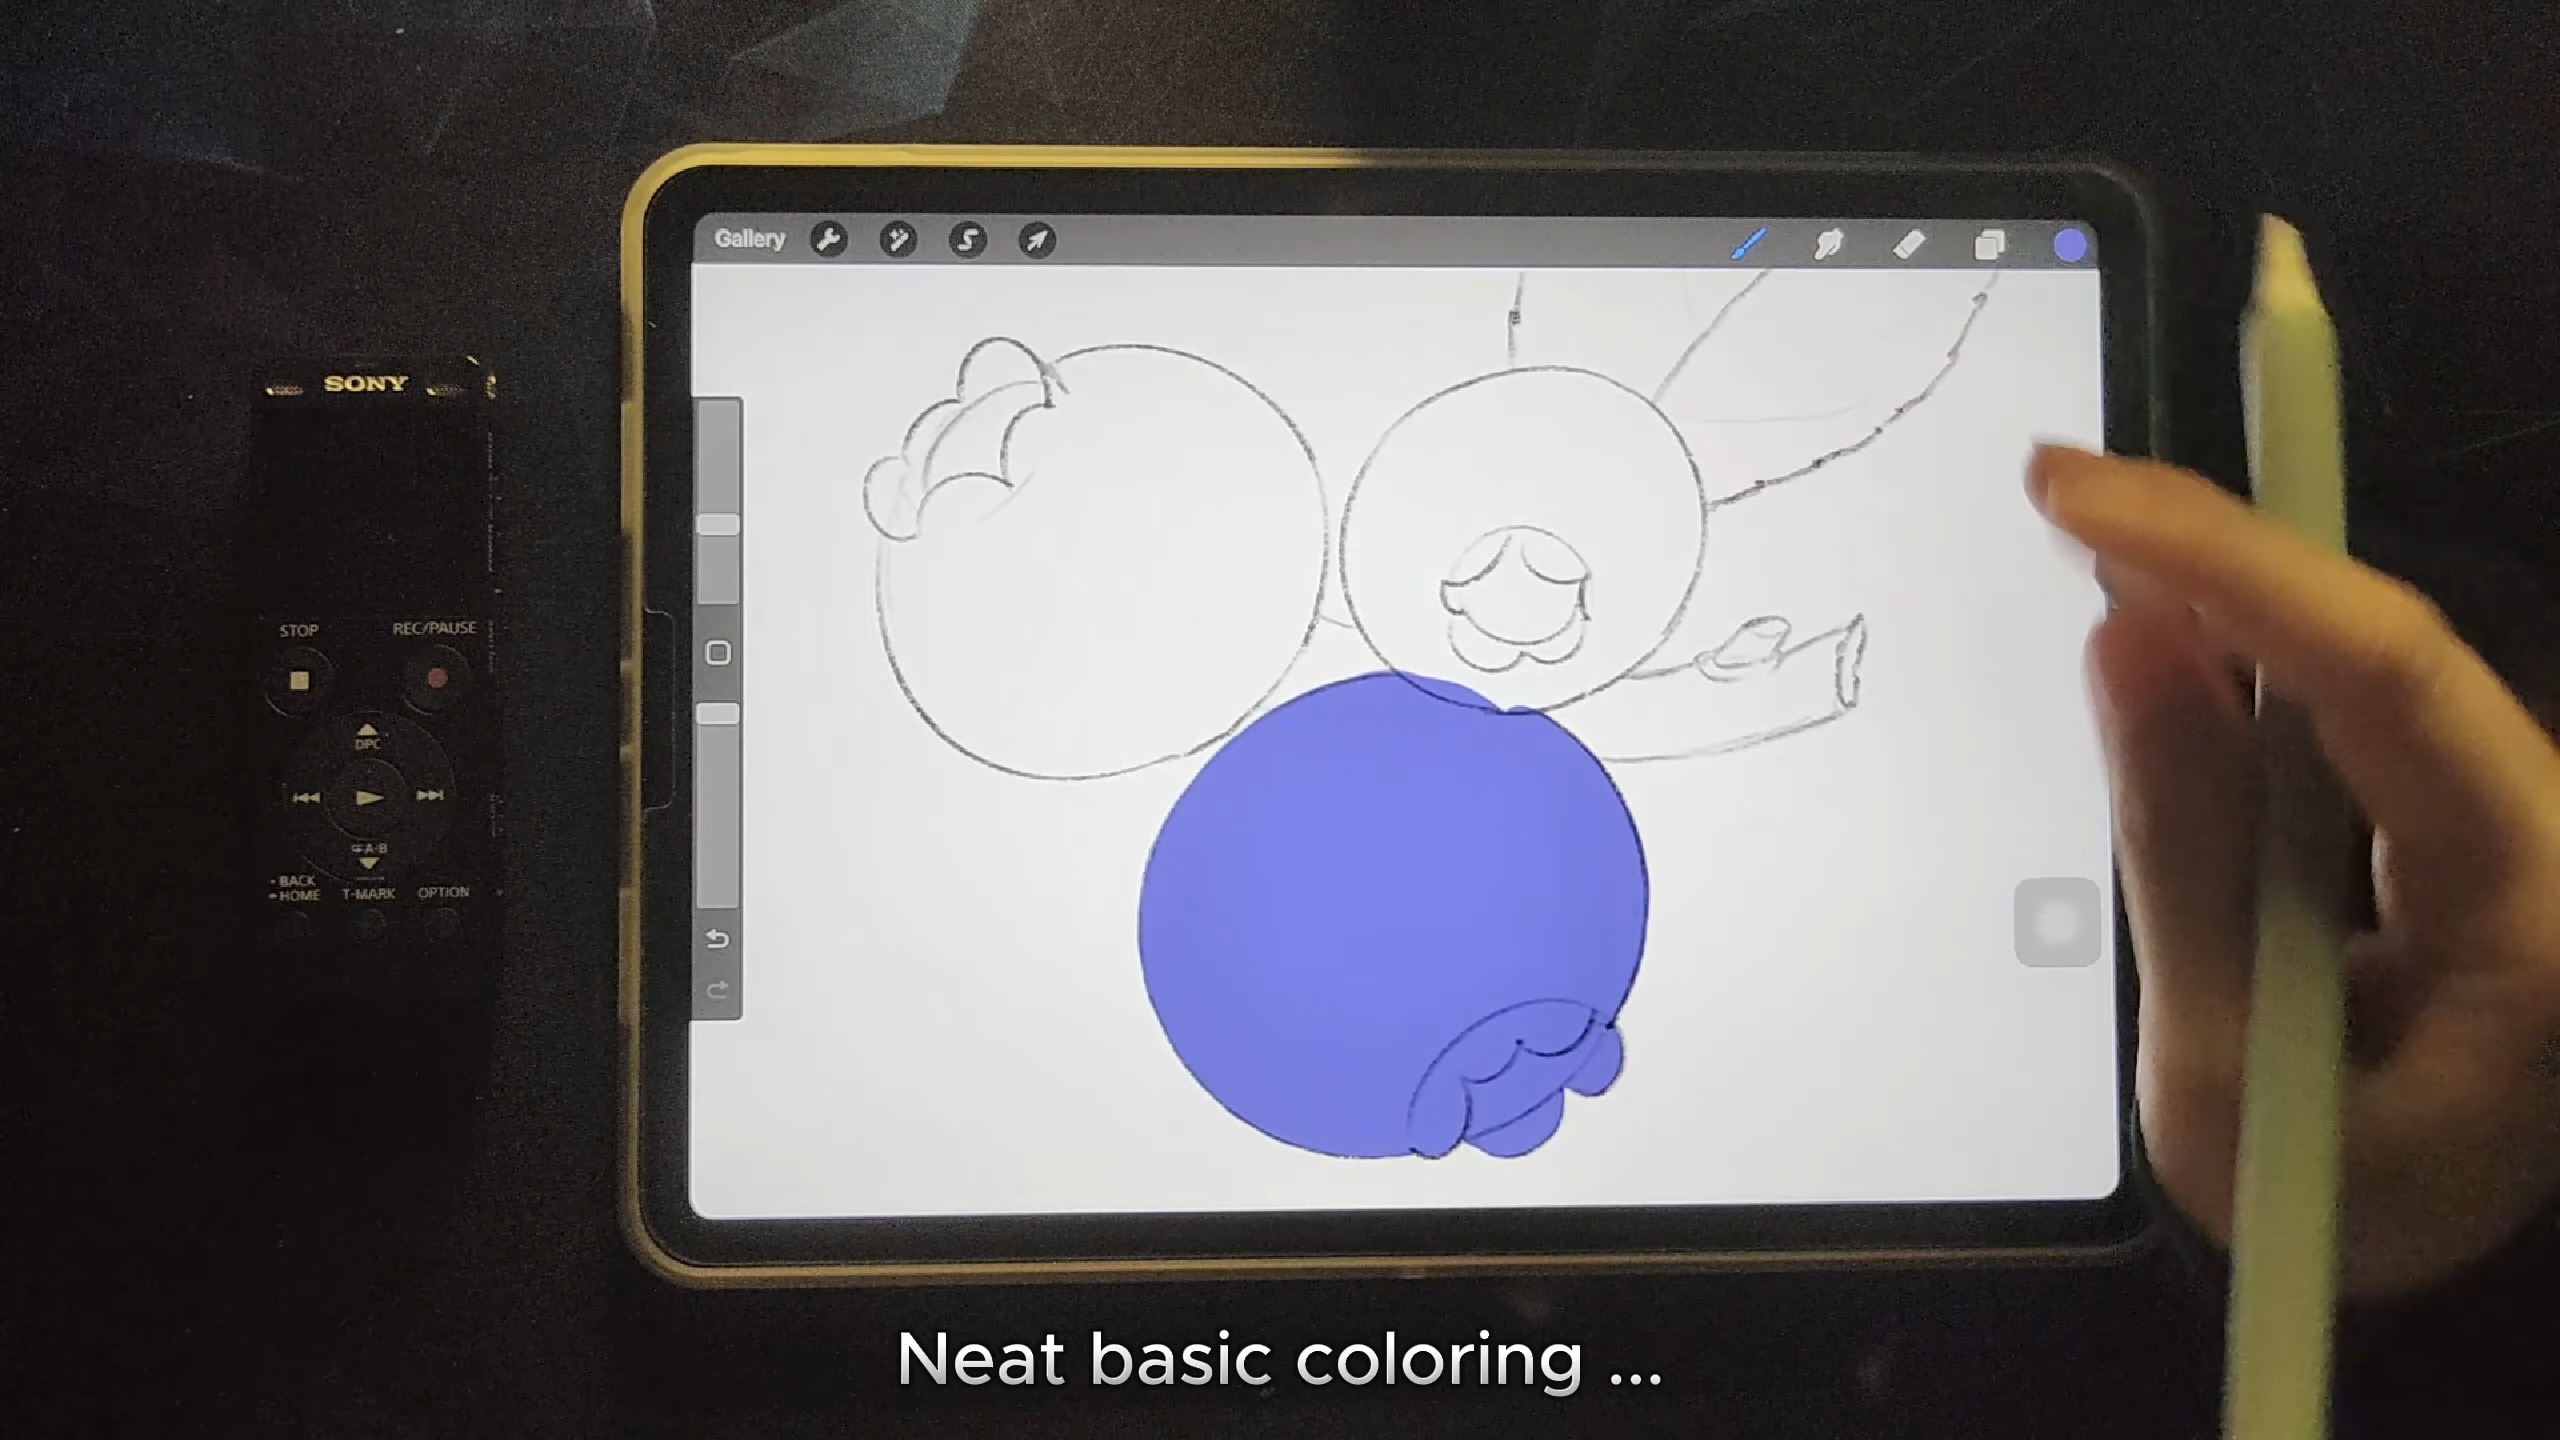 Gallery
SONY
STOP REC/PAUSE
DPC
A-B
BACK
HOME T-MARK OPTION
Neat basic coloring ...